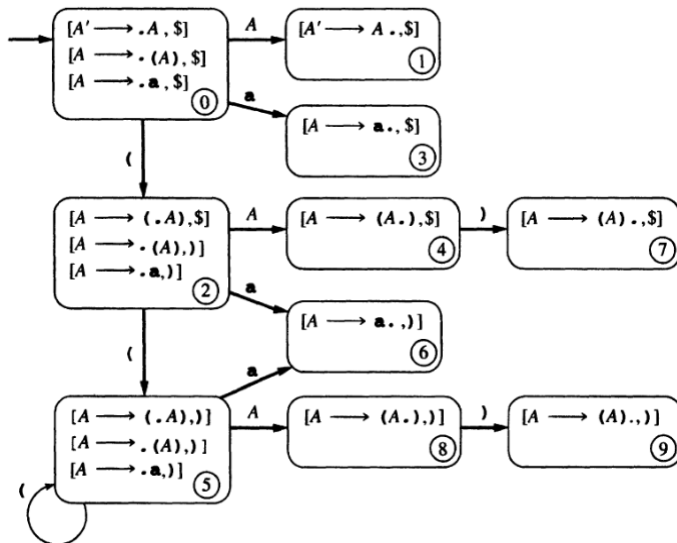 [A' ⟶ .A,$] A [A' ⟶ A.,$]
[A ⟶ .(A),$]
[A ⟶ .a,$] 1
0 a
[A ⟶ a.,$]
3
(
[A ⟶ (.A),$] A [A ⟶ (A.),$] ) [A ⟶ (A).,$]
[A ⟶ .(A),)]
[A ⟶ .a,)] 4 7
2 a
[A ⟶ a.,)]
6
(
a
[A ⟶ (.A),)] A [A ⟶ (A.),)] ) [A ⟶ (A).,)]
[A ⟶ .(A),)]
[A ⟶ .a,)] 8 9
5
(